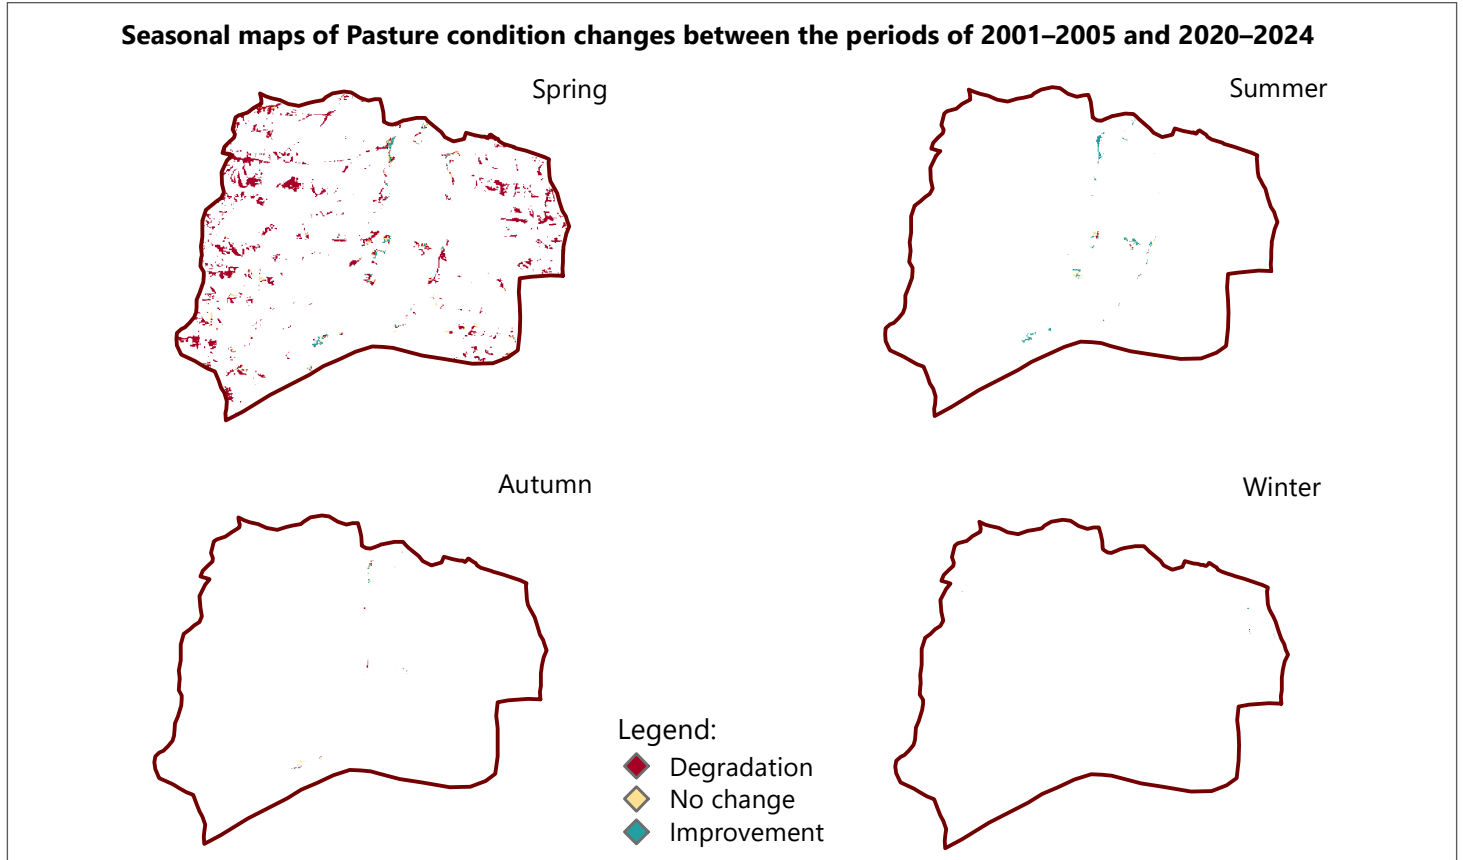 Seasonal maps of Pasture condition changes between the periods of 2001–2005 and 2020–2024
Spring
Summer
Autumn
Winter
Legend:
Degradation
No change
Improvement